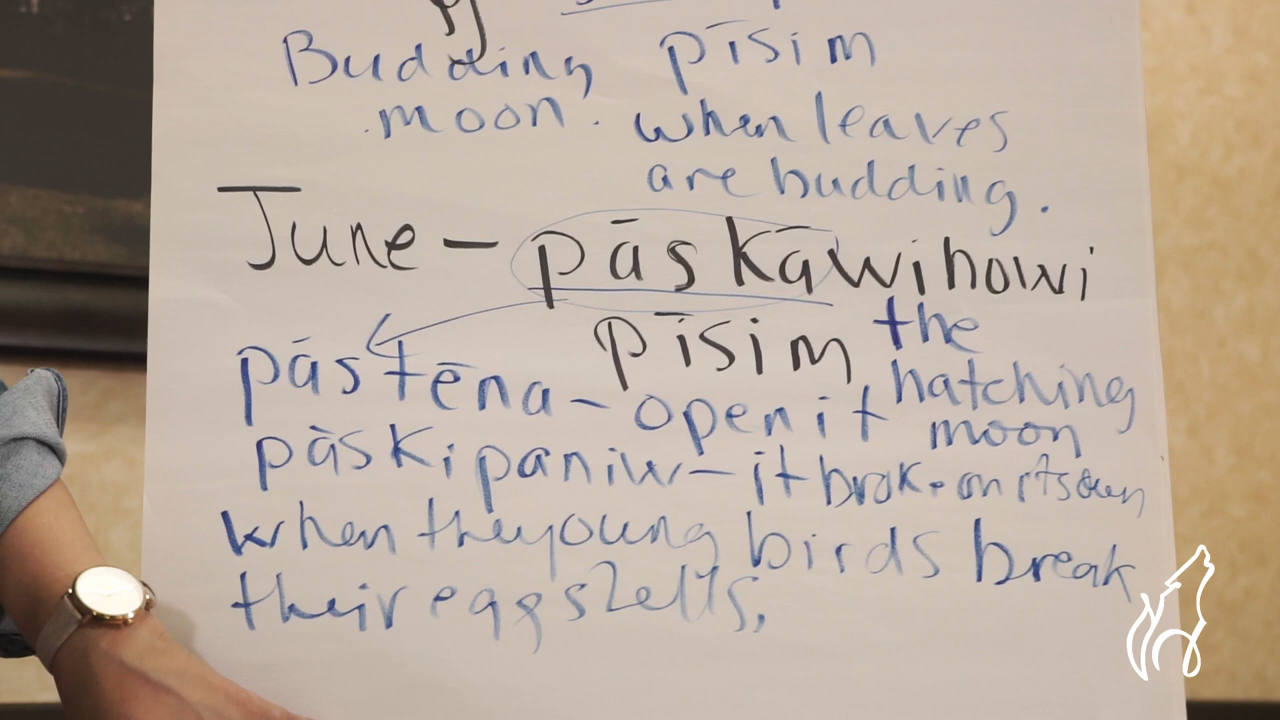 Budding pīsim
moon. when leaves
are budding.
June - pāskāwihowi
pīsim the
hatching
moon
pāstēna - open it
pāskipaniw - it broke on its own
when the young birds break
their eggshells.